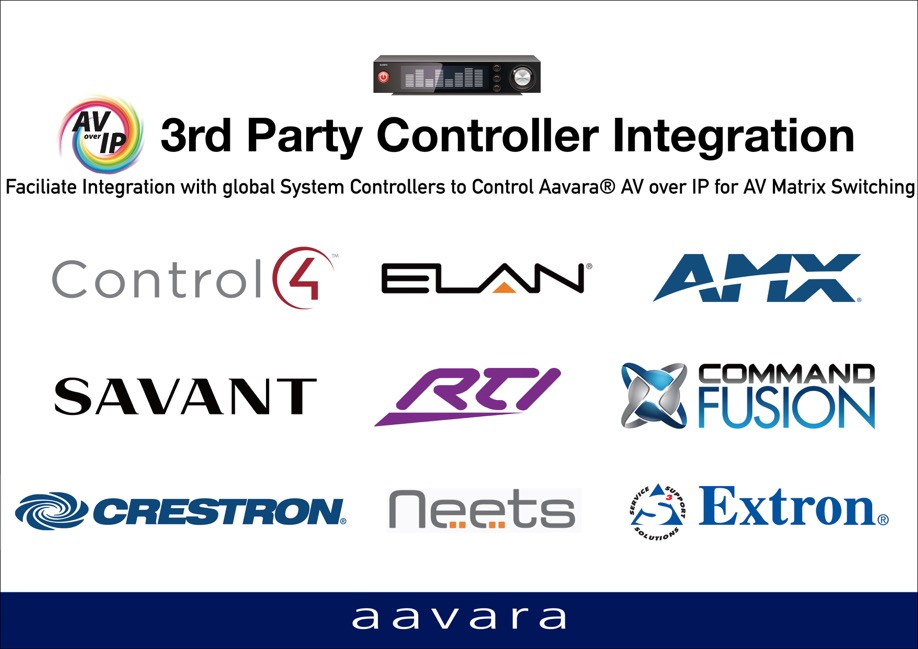 AV
over
IP
3rd Party Controller Integration
Faciliate Integration with global System Controllers to Control Aavara® AV over IP for AV Matrix Switching
Control4™
ELAN®
AMX®
SAVANT
RTI
COMMAND
FUSION
CRESTRON®
Neets
SERVICE SUPPORT SOLUTIONS
S3
Extron®
aavara